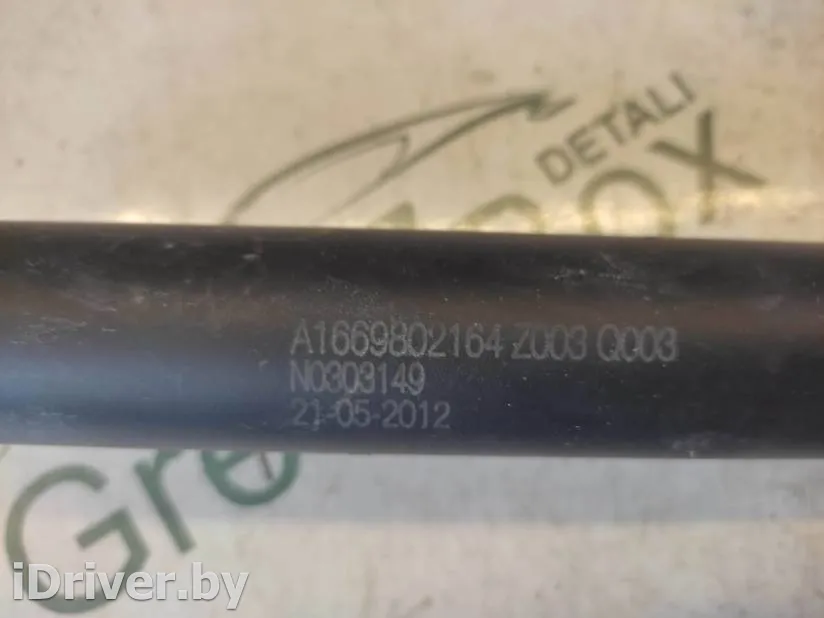 DETALI
A1669802164 Z003 Q003
N0303149
21-05-2012
iDriver.by